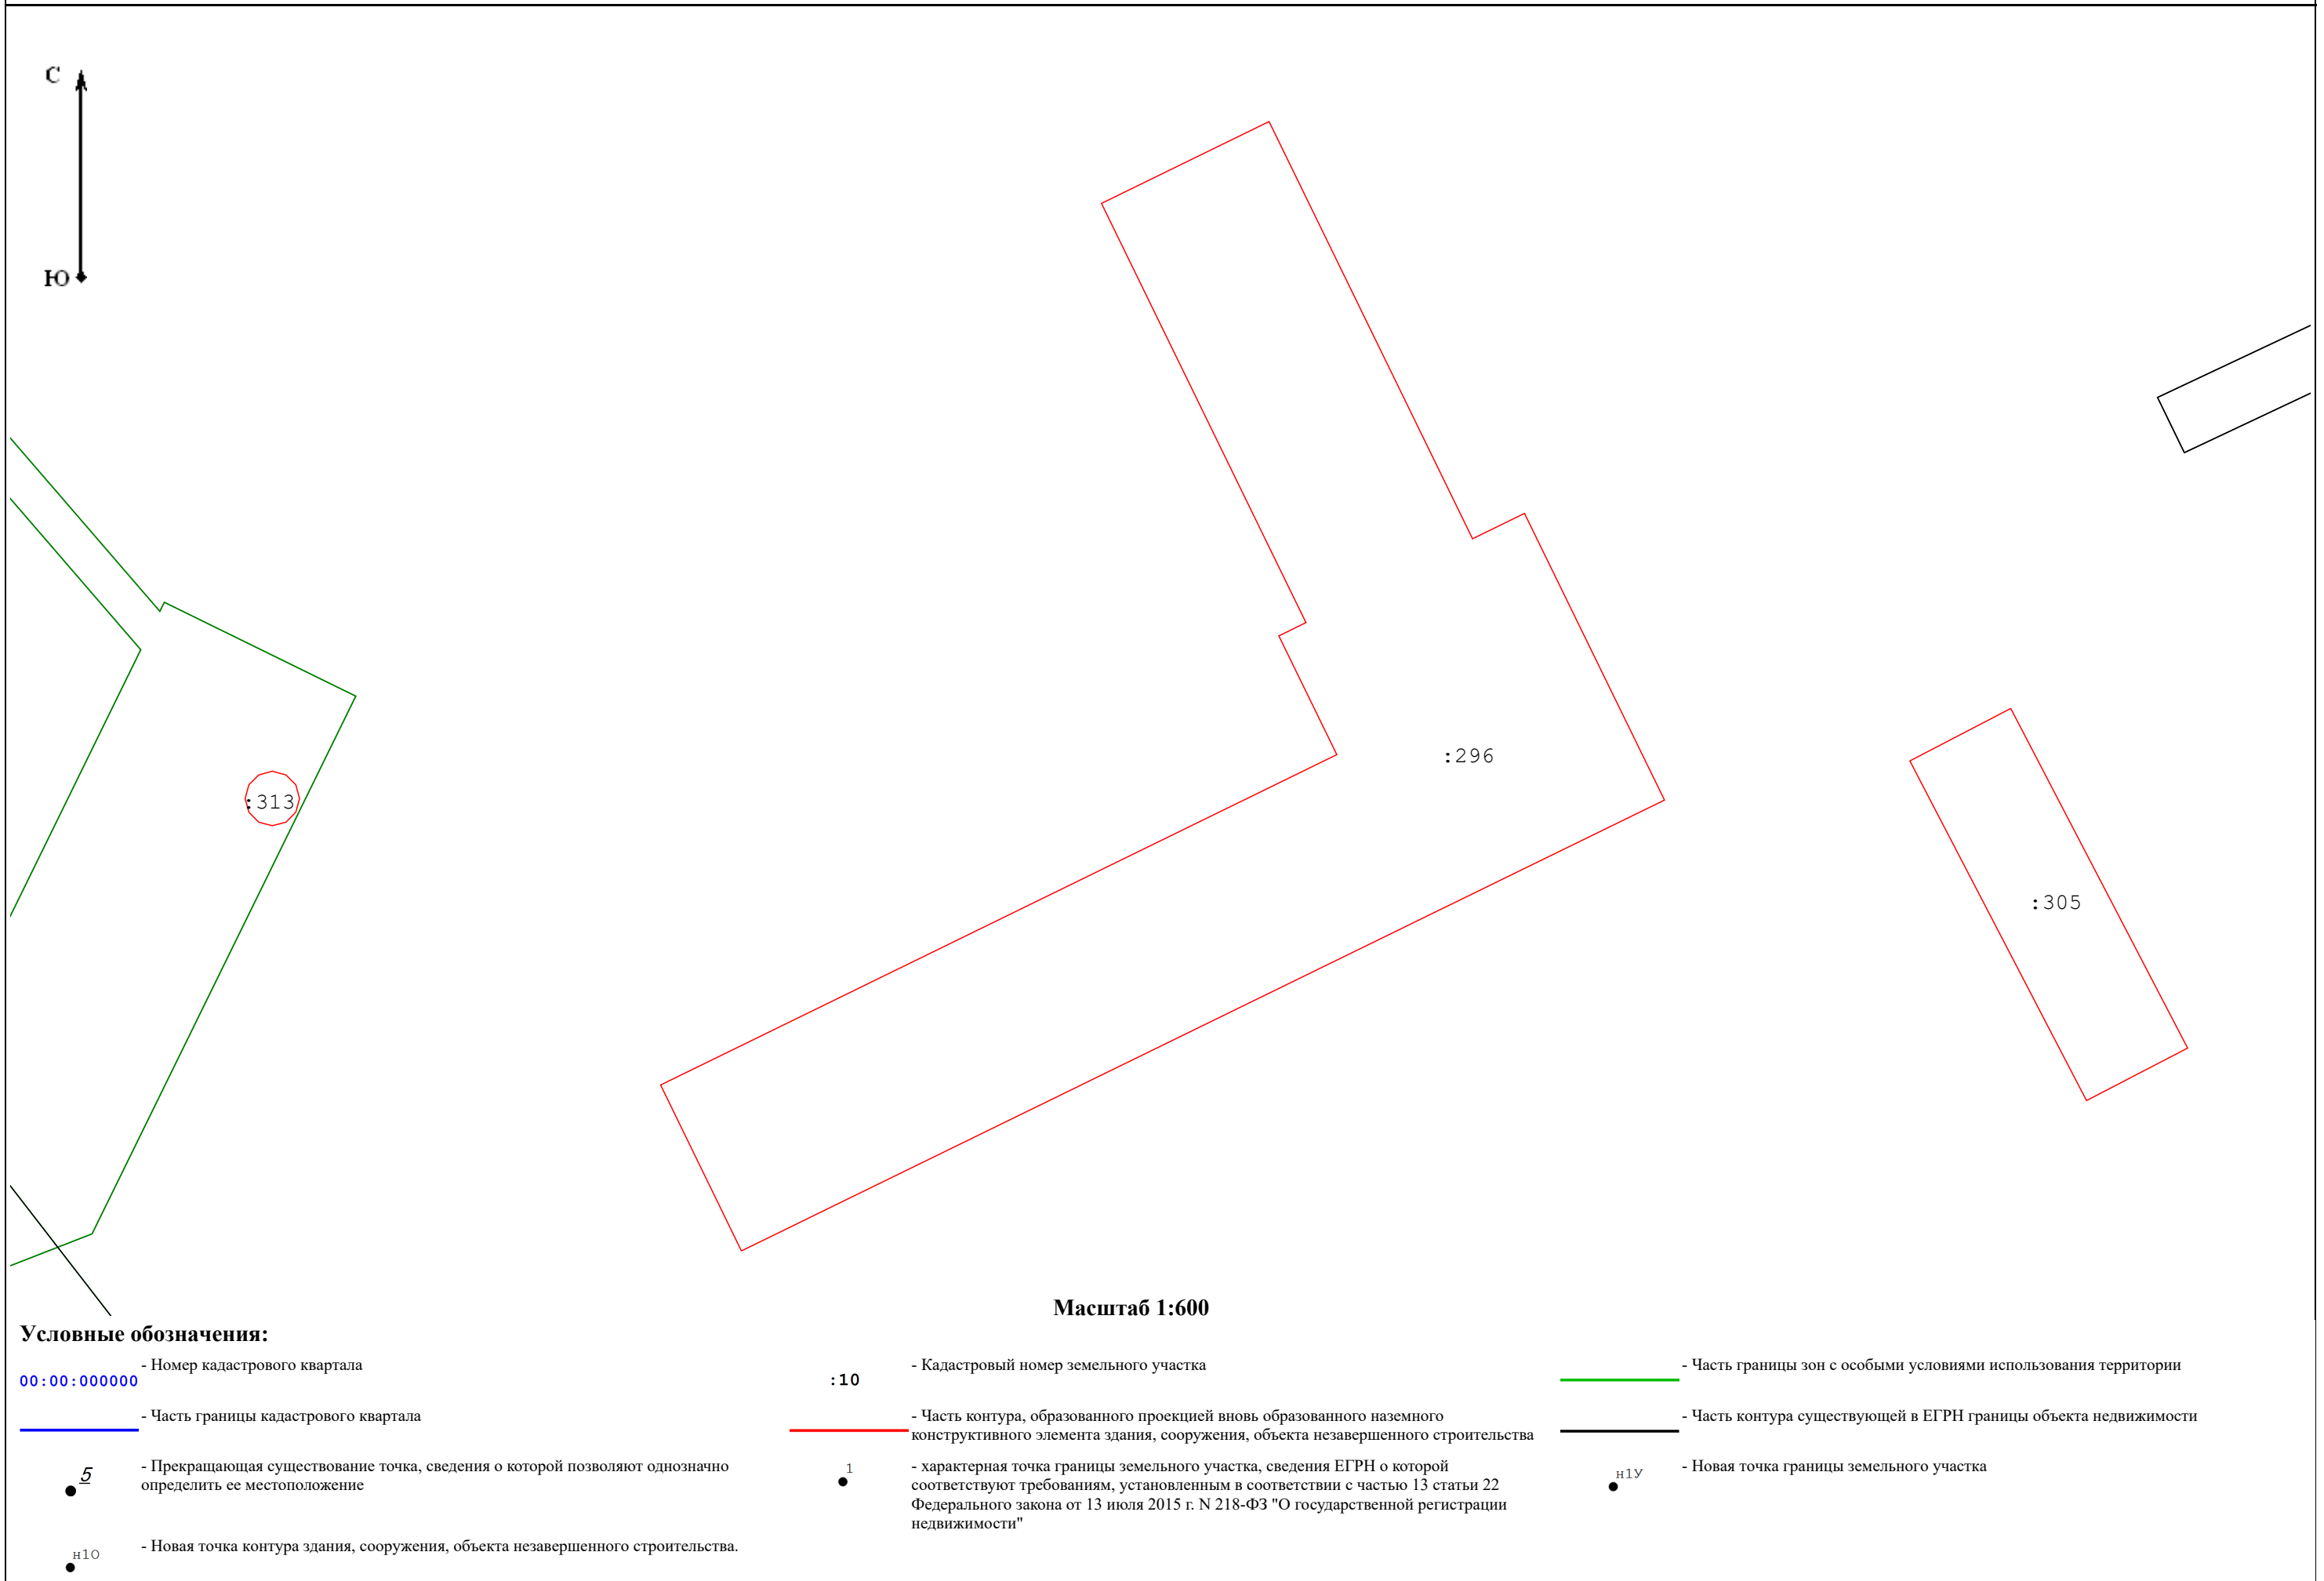 С
Ю
:296
:313
:305
Масштаб 1:600
Условные обозначения:
00:00:000000 - Номер кадастрового квартала
:10 - Кадастровый номер земельного участка
- Часть границы зон с особыми условиями использования территории
- Часть границы кадастрового квартала
- Часть контура, образованного проекцией вновь образованного наземного
конструктивного элемента здания, сооружения, объекта незавершенного строительства
- Часть контура существующей в ЕГРН границы объекта недвижимости
5 - Прекращающая существование точка, сведения о которой позволяют однозначно
определить ее местоположение
1 - характерная точка границы земельного участка, сведения ЕГРН о которой
соответствуют требованиям, установленным в соответствии с частью 13 статьи 22
Федерального закона от 13 июля 2015 г. N 218-ФЗ "О государственной регистрации
недвижимости"
н1У - Новая точка границы земельного участка
н1О - Новая точка контура здания, сооружения, объекта незавершенного строительства.